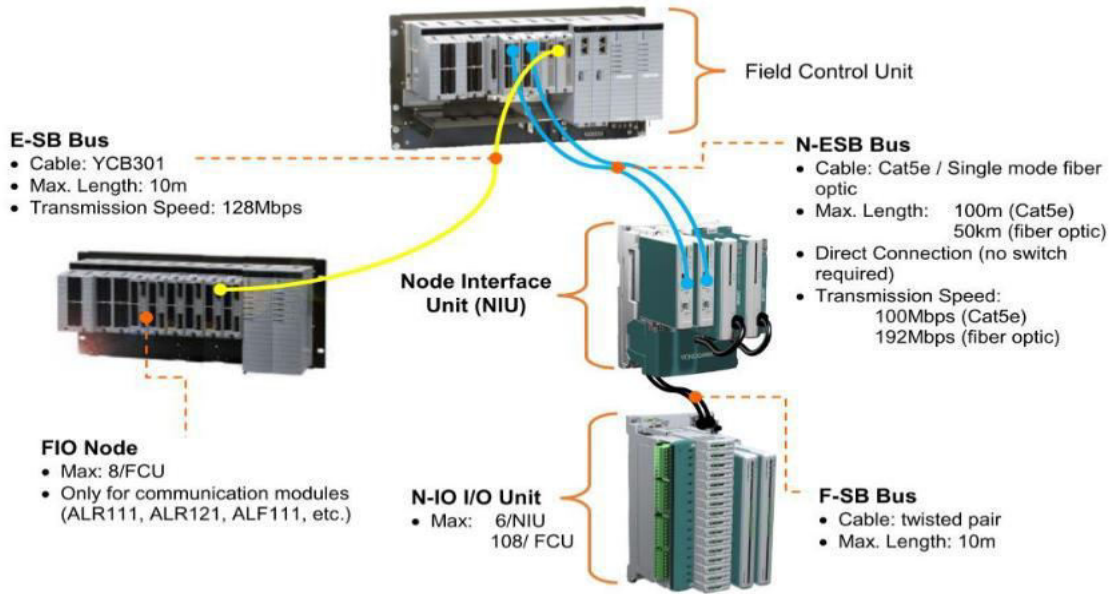 Field Control Unit
E-SB Bus
• Cable: YCB301
• Max. Length: 10m
• Transmission Speed: 128Mbps
N-ESB Bus
• Cable: Cat5e / Single mode fiber
optic
• Max. Length: 100m (Cat5e)
50km (fiber optic)
• Direct Connection (no switch
required)
• Transmission Speed:
100Mbps (Cat5e)
192Mbps (fiber optic)
Node Interface
Unit (NIU)
YOKOGAWA
FIO Node
• Max: 8/FCU
• Only for communication modules
(ALR111, ALR121, ALF111, etc.)
N-IO I/O Unit
• Max: 6/NIU
108/ FCU
F-SB Bus
• Cable: twisted pair
• Max. Length: 10m